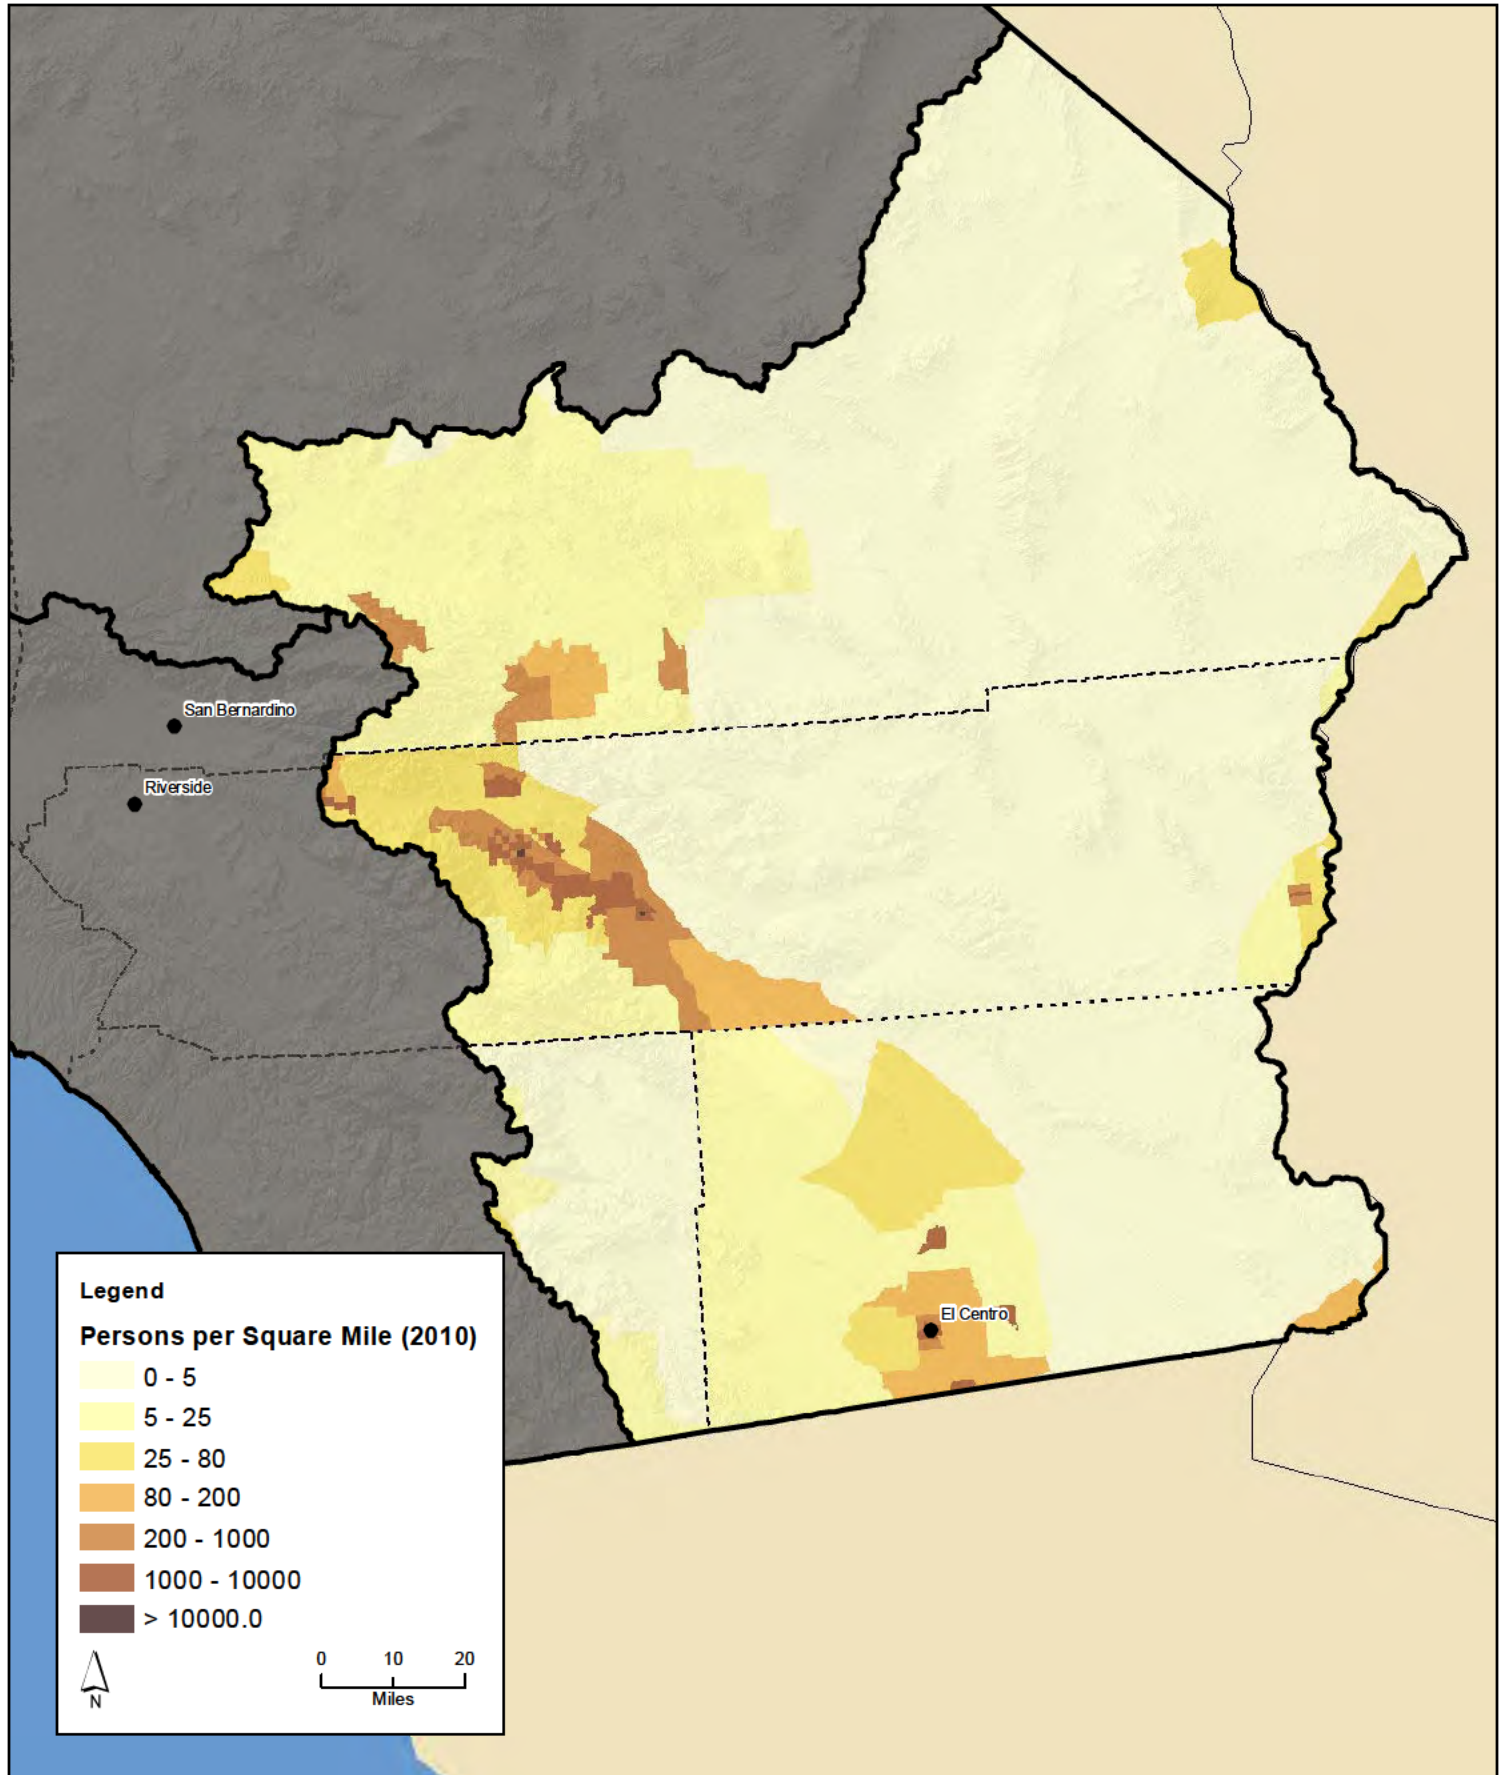 San Bernardino
Riverside
El Centro
Legend
Persons per Square Mile (2010)
0 - 5
5 - 25
25 - 80
80 - 200
200 - 1000
1000 - 10000
> 10000.0
0 10 20
Miles
N